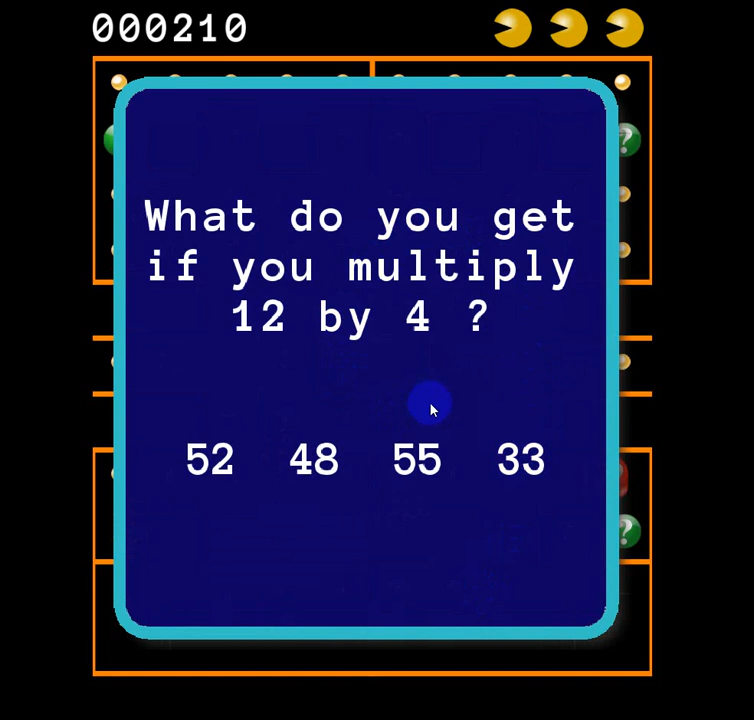 000210
What do you get
if you multiply
12 by 4 ?
52 48 55 33
?
?